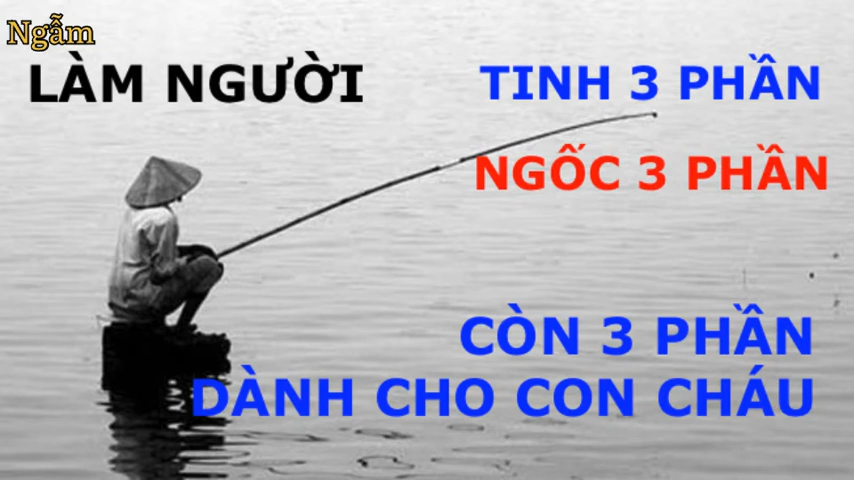 Ngẫm
LÀM NGƯỜI
TINH 3 PHẦN
NGỐC 3 PHẦN
CÒN 3 PHẦN
DÀNH CHO CON CHÁU